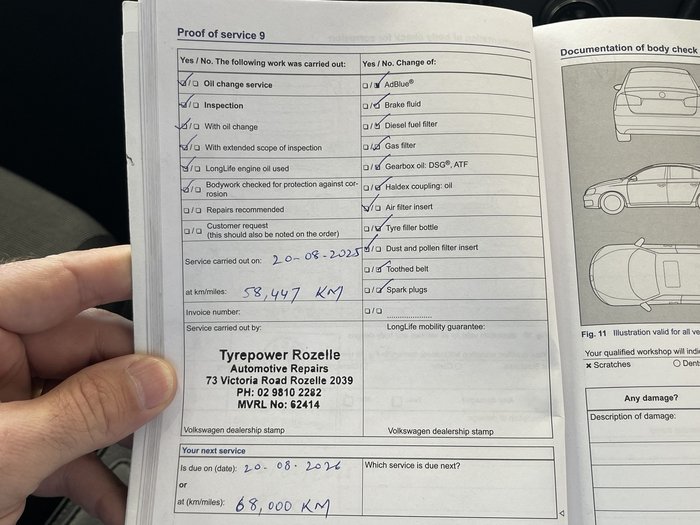 Proof of service 9
Yes / No. The following work was carried out:
Oil change service
Inspection
With oil change
With extended scope of inspection
LongLife engine oil used
Bodywork checked for protection against cor-
rosion
Repairs recommended
Customer request
(this should also be noted on the order)
Service carried out on: 20-08-2025
at km/miles: 58,447 KM
Invoice number:
Service carried out by:
Tyrepower Rozelle
Automotive Repairs
73 Victoria Road Rozelle 2039
PH: 02 9810 2282
MVRL No: 62414
Volkswagen dealership stamp
Yes / No. Change of:
AdBlue®
Brake fluid
Diesel fuel filter
Gas filter
Gearbox oil: DSG®, ATF
Haldex coupling: oil
Air filter insert
Tyre filler bottle
Dust and pollen filter insert
Toothed belt
Spark plugs
LongLife mobility guarantee:
Volkswagen dealership stamp
Your next service
Is due on (date): 20-08-2026
or
at (km/miles): 68,000 KM
Which service is due next?
Documentation of body check
Fig. 11 Illustration valid for all ve
Your qualified workshop will indi
x Scratches
O Dent
Any damage?
Description of damage: